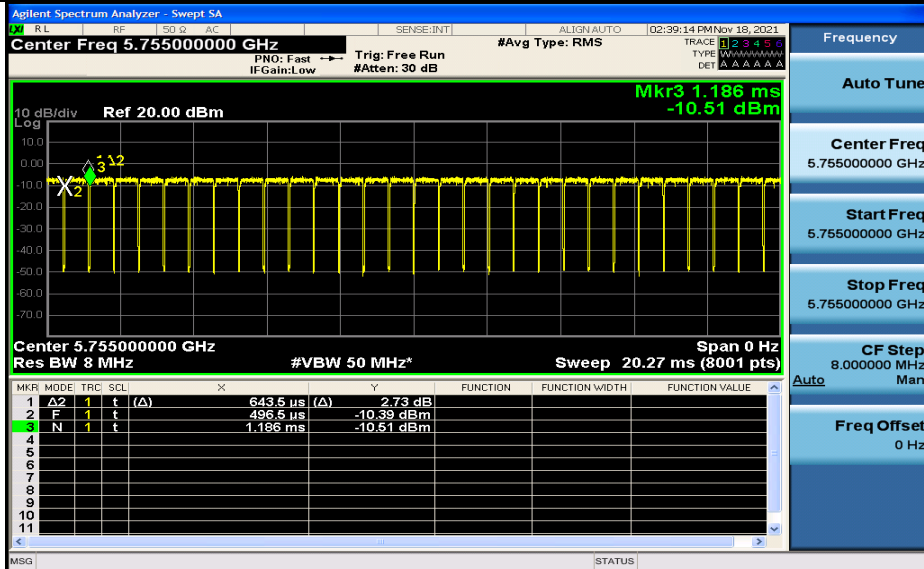 Agilent Spectrum Analyzer - Swept SA
LXI RL RF 50 Ω AC SENSE:INT ALIGN AUTO 02:39:14 PM Nov 18, 2021
Center Freq 5.755000000 GHz #Avg Type: RMS TRACE 1 2 3 4 5 6
PNO: Fast Trig: Free Run TYPE WWWWWW
IFGain:Low #Atten: 30 dB DET A A A A A A
Mkr3 1.186 ms
10 dB/div Ref 20.00 dBm -10.51 dBm
Log
10.0
0.00
-10.0
-20.0
-30.0
-40.0
-50.0
-60.0
-70.0
X2 3 1Δ2
Center 5.755000000 GHz Span 0 Hz
Res BW 8 MHz #VBW 50 MHz* Sweep 20.27 ms (8001 pts)
MKR MODE TRC SCL X Y FUNCTION FUNCTION WIDTH FUNCTION VALUE
1 Δ2 1 t (Δ) 643.5 µs (Δ) 2.73 dB
2 F 1 t 496.5 µs -10.39 dBm
3 N 1 t 1.186 ms -10.51 dBm
4
5
6
7
8
9
10
11
MSG STATUS
Frequency
Auto Tune
Center Freq
5.755000000 GHz
Start Freq
5.755000000 GHz
Stop Freq
5.755000000 GHz
CF Step
8.000000 MHz
Auto Man
Freq Offset
0 Hz